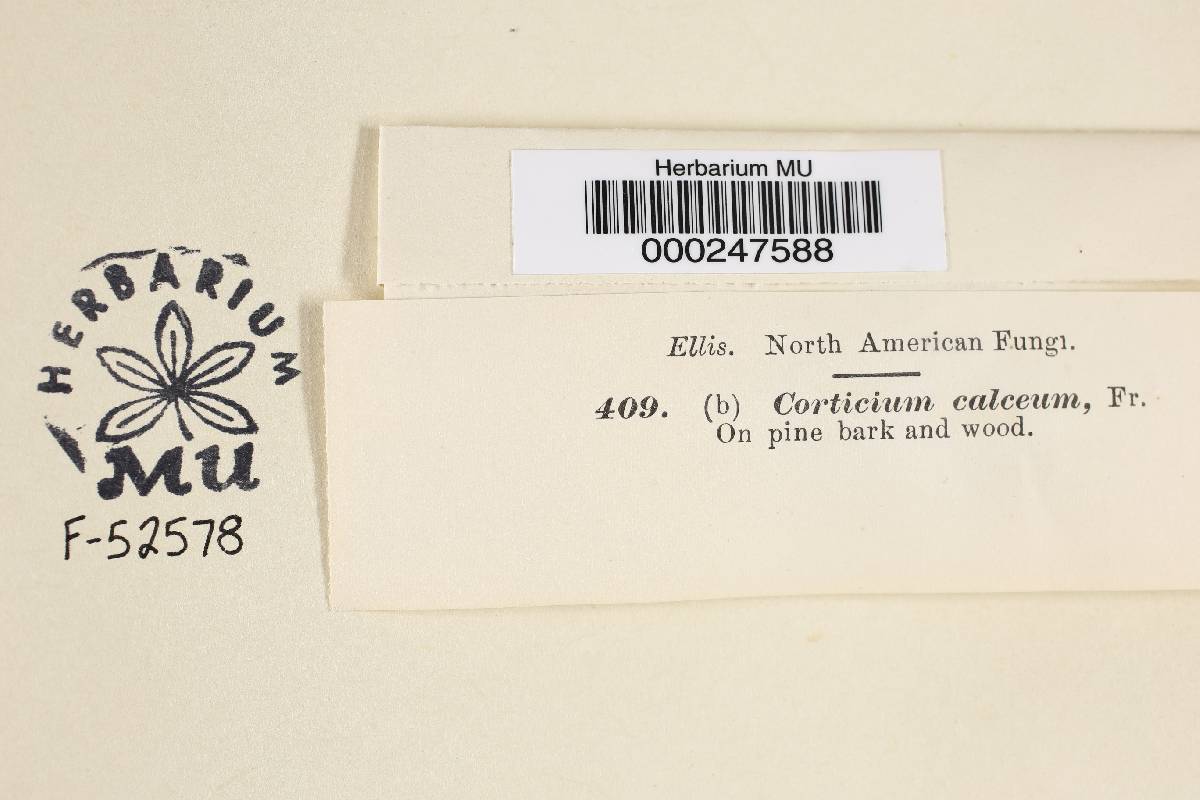 Herbarium MU
000247588
HERBARIUM
MU
F-52578
Ellis. North American Fungi.
409. (b) Corticium calceum, Fr.
On pine bark and wood.